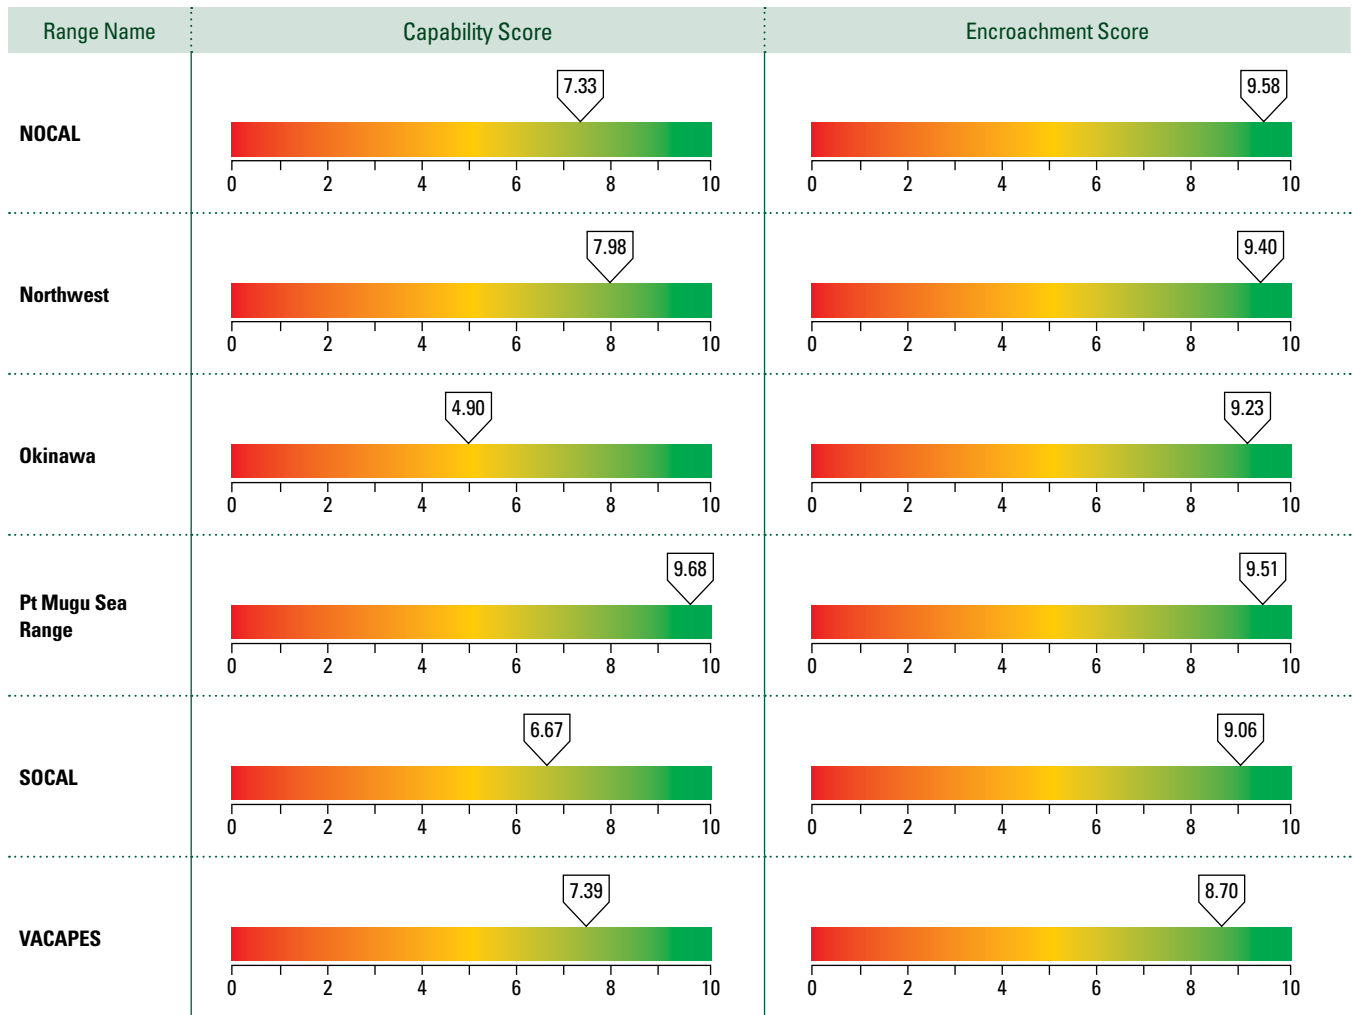 Range Name Capability Score Encroachment Score
7.33 9.58
NOCAL
0 2 4 6 8 10 0 2 4 6 8 10
7.98 9.40
Northwest
0 2 4 6 8 10 0 2 4 6 8 10
4.90 9.23
Okinawa
0 2 4 6 8 10 0 2 4 6 8 10
9.68 9.51
Pt Mugu Sea
Range
0 2 4 6 8 10 0 2 4 6 8 10
6.67 9.06
SOCAL
0 2 4 6 8 10 0 2 4 6 8 10
7.39 8.70
VACAPES
0 2 4 6 8 10 0 2 4 6 8 10